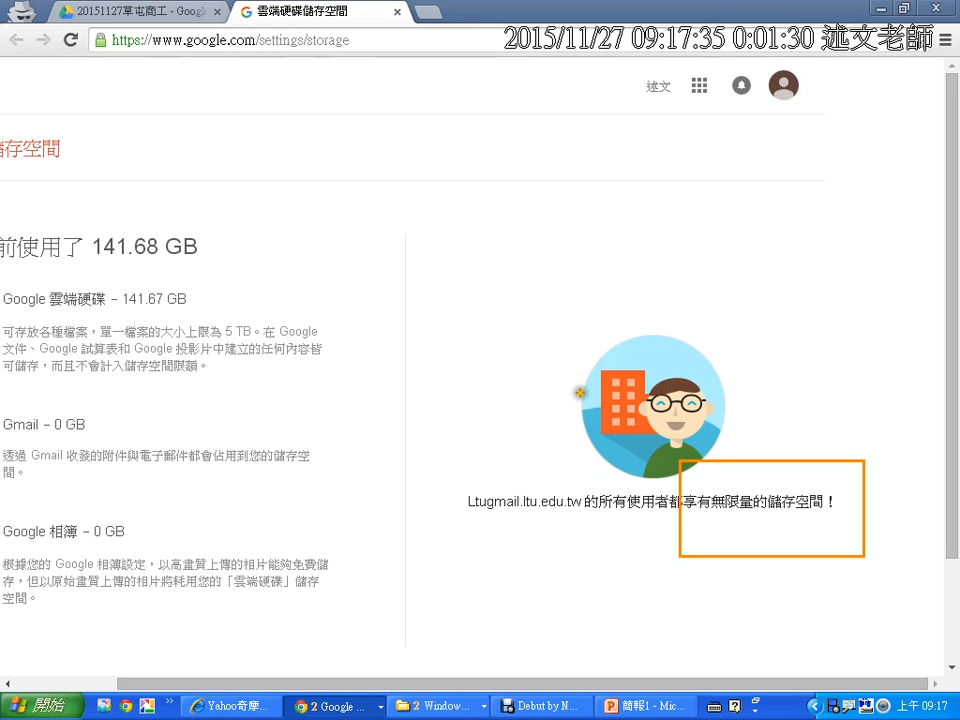 20151127草屯商工 - Google
雲端硬碟儲存空間
https://www.google.com/settings/storage
2015/11/27 09:17:35 0:01:30 述文老師
述文
儲存空間
前使用了 141.68 GB
Google 雲端硬碟 – 141.67 GB
可存放各種檔案，單一檔案的大小上限為 5 TB。在 Google
文件、Google 試算表和 Google 投影片中建立的任何內容皆
可儲存，而且不會計入儲存空間限額。
Gmail – 0 GB
透過 Gmail 收發的附件與電子郵件都會佔用到您的儲存空
間。
Google 相簿 – 0 GB
根據您的 Google 相簿設定，以高畫質上傳的相片能夠免費儲
存，但以原始畫質上傳的相片將耗用您的「雲端硬碟」儲存
空間。
Ltugmail.ltu.edu.tw 的所有使用者都享有無限量的儲存空間！
開始
Yahoo奇摩...
2 Google ...
2 Window...
Debut by N...
簡報1 - Mic...
上午 09:17